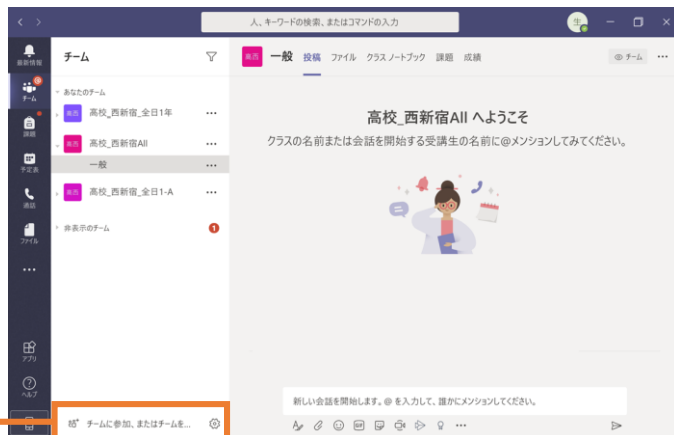 人、キーワードの検索、またはコマンドの入力
生
最新情報
チーム
課題
予定表
通話
ファイル
アプリ
ヘルプ
チーム
あなたのチーム
高西
高校_西新宿_全日1年
高西
高校_西新宿All
一般
高西
高校_西新宿_全日1-A
非表示のチーム
1
チームに参加、またはチームを...
高西 一般 投稿 ファイル クラス ノートブック 課題 成績
チーム
高校_西新宿All へようこそ
クラスの名前または会話を開始する受講生の名前に@メンションしてみてください。
新しい会話を開始します。@ を入力して、誰かにメンションしてください。
GIF